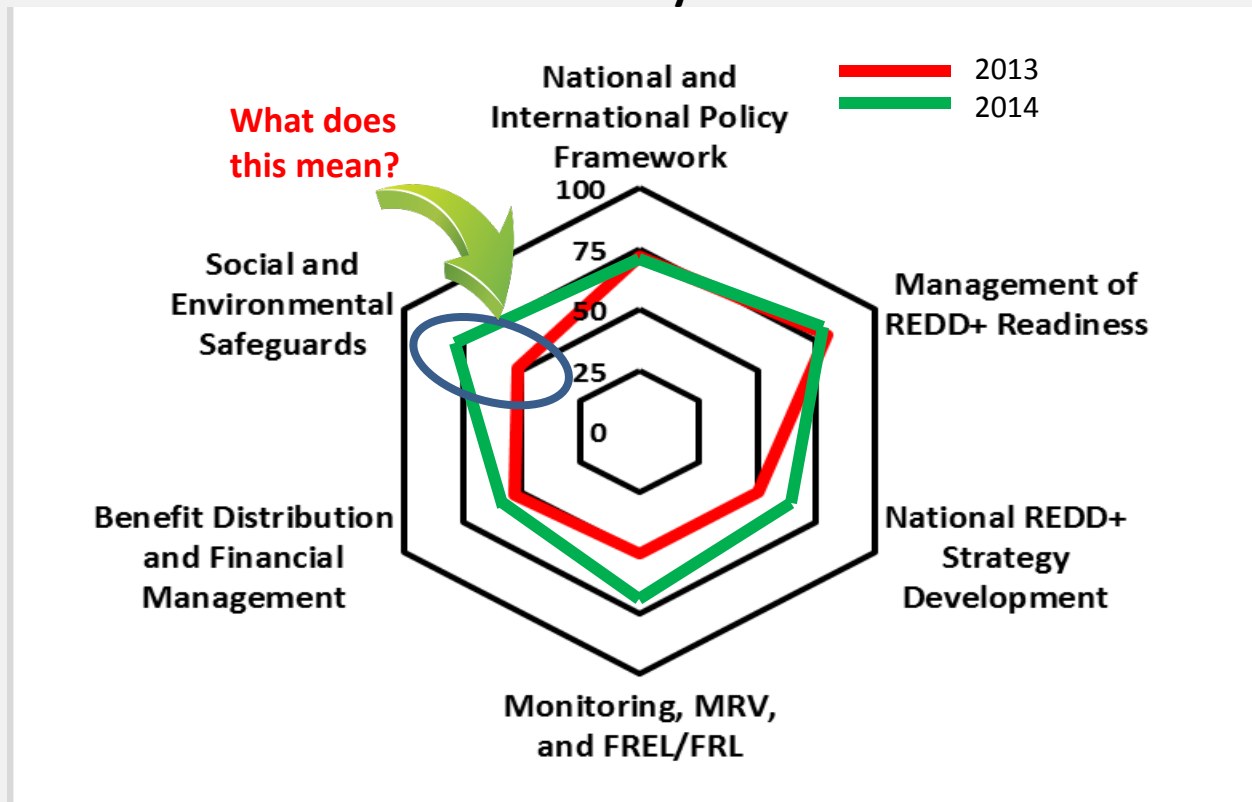 National and
International Policy
Framework
2013
2014
What does
this mean?
100
75
50
25
0
Social and
Environmental
Safeguards
Management of
REDD+ Readiness
Benefit Distribution
and Financial
Management
National REDD+
Strategy
Development
Monitoring, MRV,
and FREL/FRL